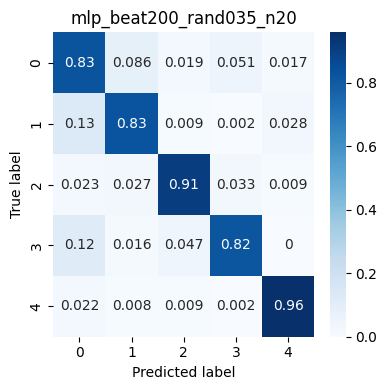 mlp_beat200_rand035_n20
0 0.83 0.086 0.019 0.051 0.017
1 0.13 0.83 0.009 0.002 0.028
2 0.023 0.027 0.91 0.033 0.009
3 0.12 0.016 0.047 0.82 0
4 0.022 0.008 0.009 0.002 0.96
0 1 2 3 4
True label
Predicted label
0.8
0.6
0.4
0.2
0.0